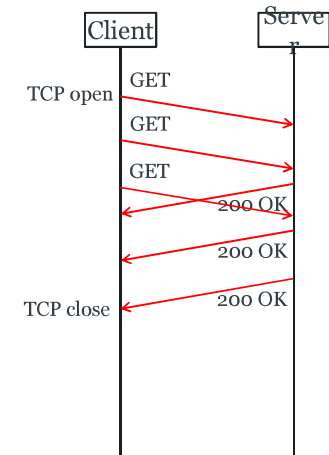 Client
Serve
r
GET
TCP open
GET
GET
200 OK
200 OK
200 OK
TCP close